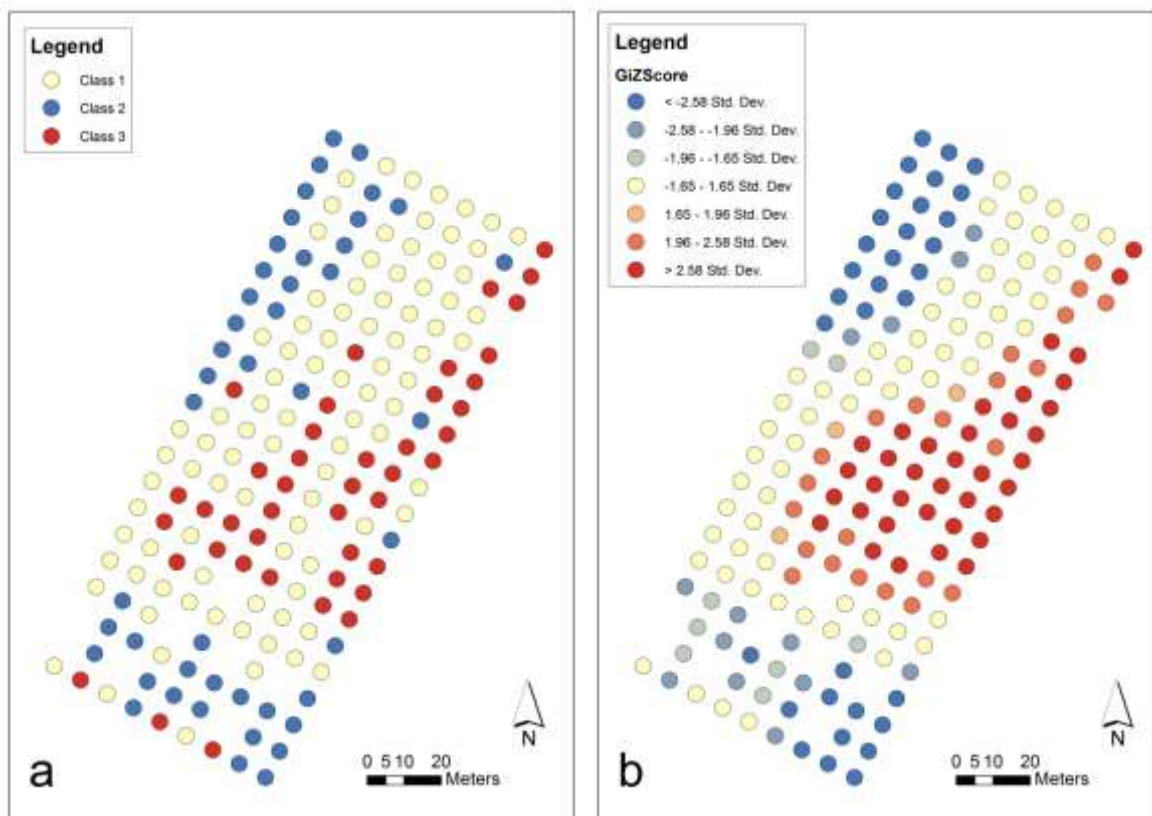 Legend
Class 1
Class 2
Class 3
a
N
0 5 10 20
Meters
Legend
GiZScore
< -2.58 Std. Dev.
-2.58 - -1.96 Std. Dev.
-1.96 - -1.65 Std. Dev.
-1.65 - 1.65 Std. Dev
1.65 - 1.96 Std. Dev.
1.96 - 2.58 Std. Dev.
> 2.58 Std. Dev.
b
N
0 5 10 20
Meters